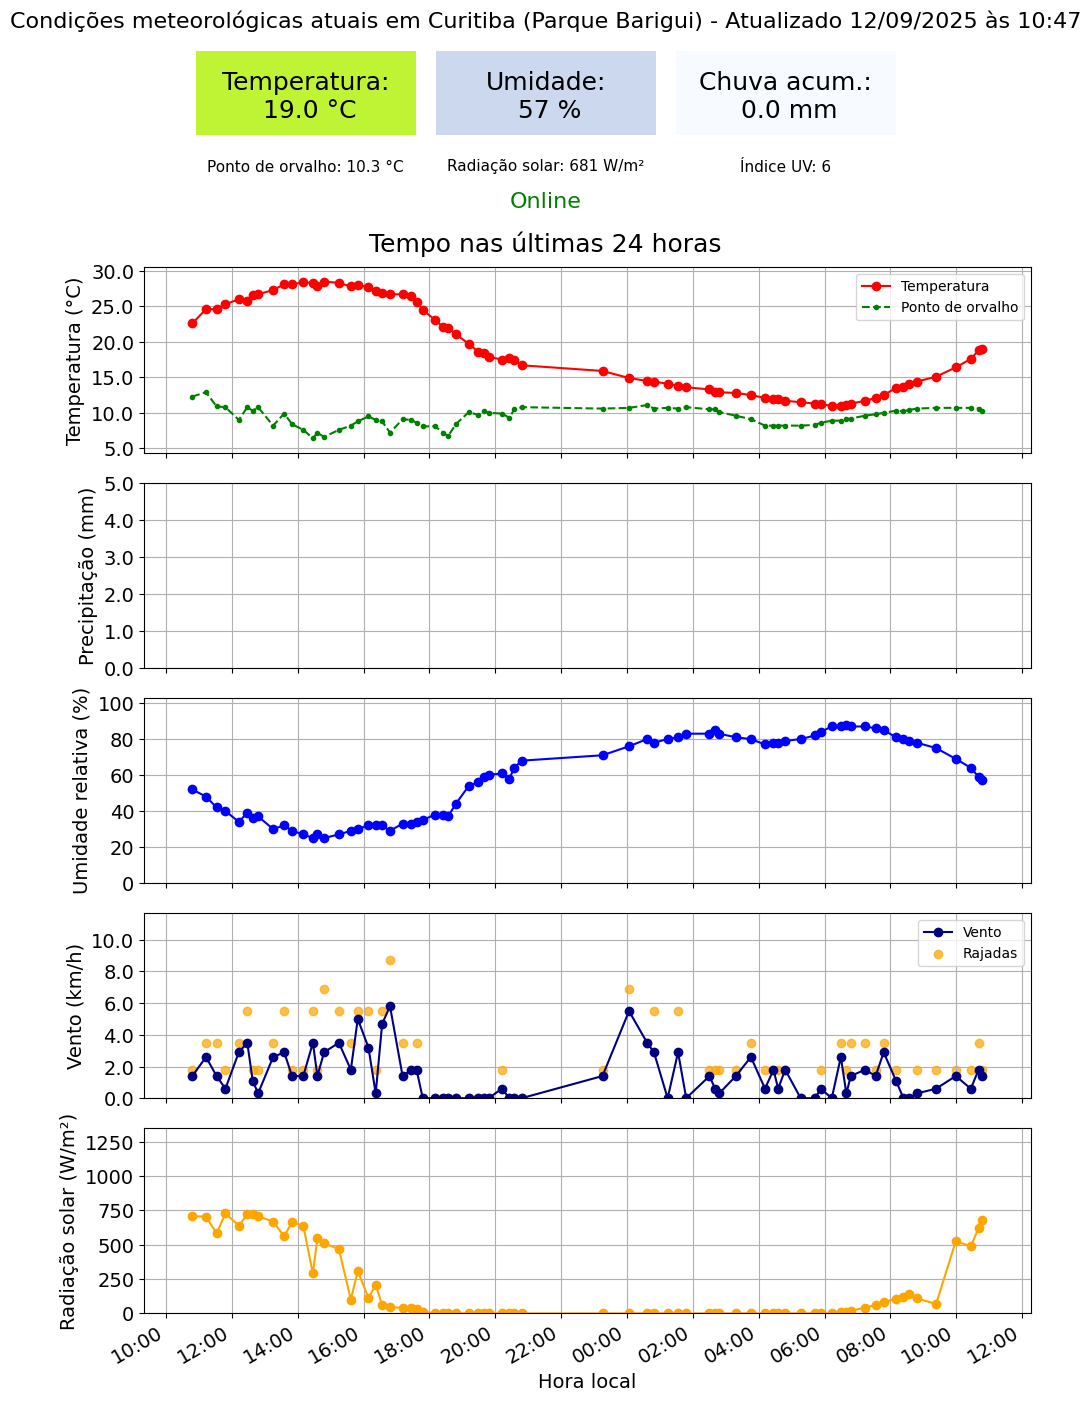 Condições meteorológicas atuais em Curitiba (Parque Barigui) - Atualizado 12/09/2025 às 10:47
Temperatura:
19.0 °C
Umidade:
57 %
Chuva acum.:
0.0 mm
Ponto de orvalho: 10.3 °C
Radiação solar: 681 W/m²
Índice UV: 6
Online
Tempo nas últimas 24 horas
Temperatura (°C)
30.0
25.0
20.0
15.0
10.0
5.0
Temperatura
Ponto de orvalho
Precipitação (mm)
5.0
4.0
3.0
2.0
1.0
0.0
Umidade relativa (%)
100
80
60
40
20
0
Vento (km/h)
10.0
8.0
6.0
4.0
2.0
0.0
Vento
Rajadas
Radiação solar (W/m²)
1250
1000
750
500
250
0
10:00
12:00
14:00
16:00
18:00
20:00
22:00
00:00
02:00
04:00
06:00
08:00
10:00
12:00
Hora local